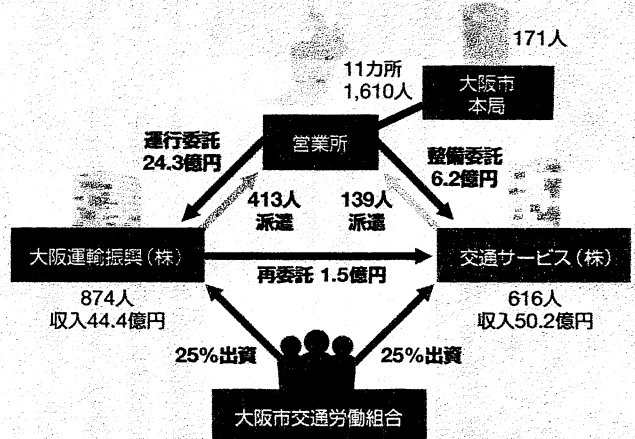 171人
11カ所
1,610人
大阪市
本局
営業所
運行委託
24.3億円
整備委託
6.2億円
413人
派遣
139人
派遣
大阪運輸振興(株)
再委託 1.5億円
交通サービス(株)
874人
収入44.4億円
616人
収入50.2億円
25%出資
25%出資
大阪市交通労働組合